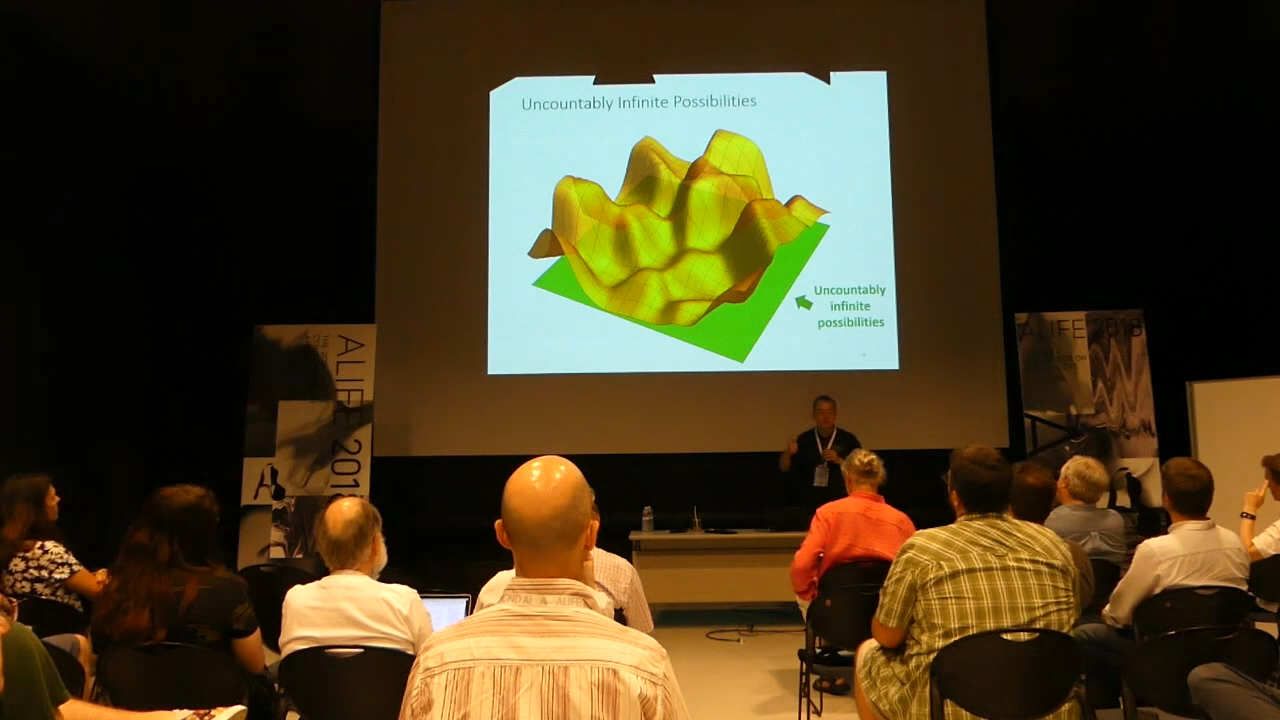 Uncountably Infinite Possibilities
Uncountably
infinite
possibilities
ALIFE 2018
ALIFE 2018